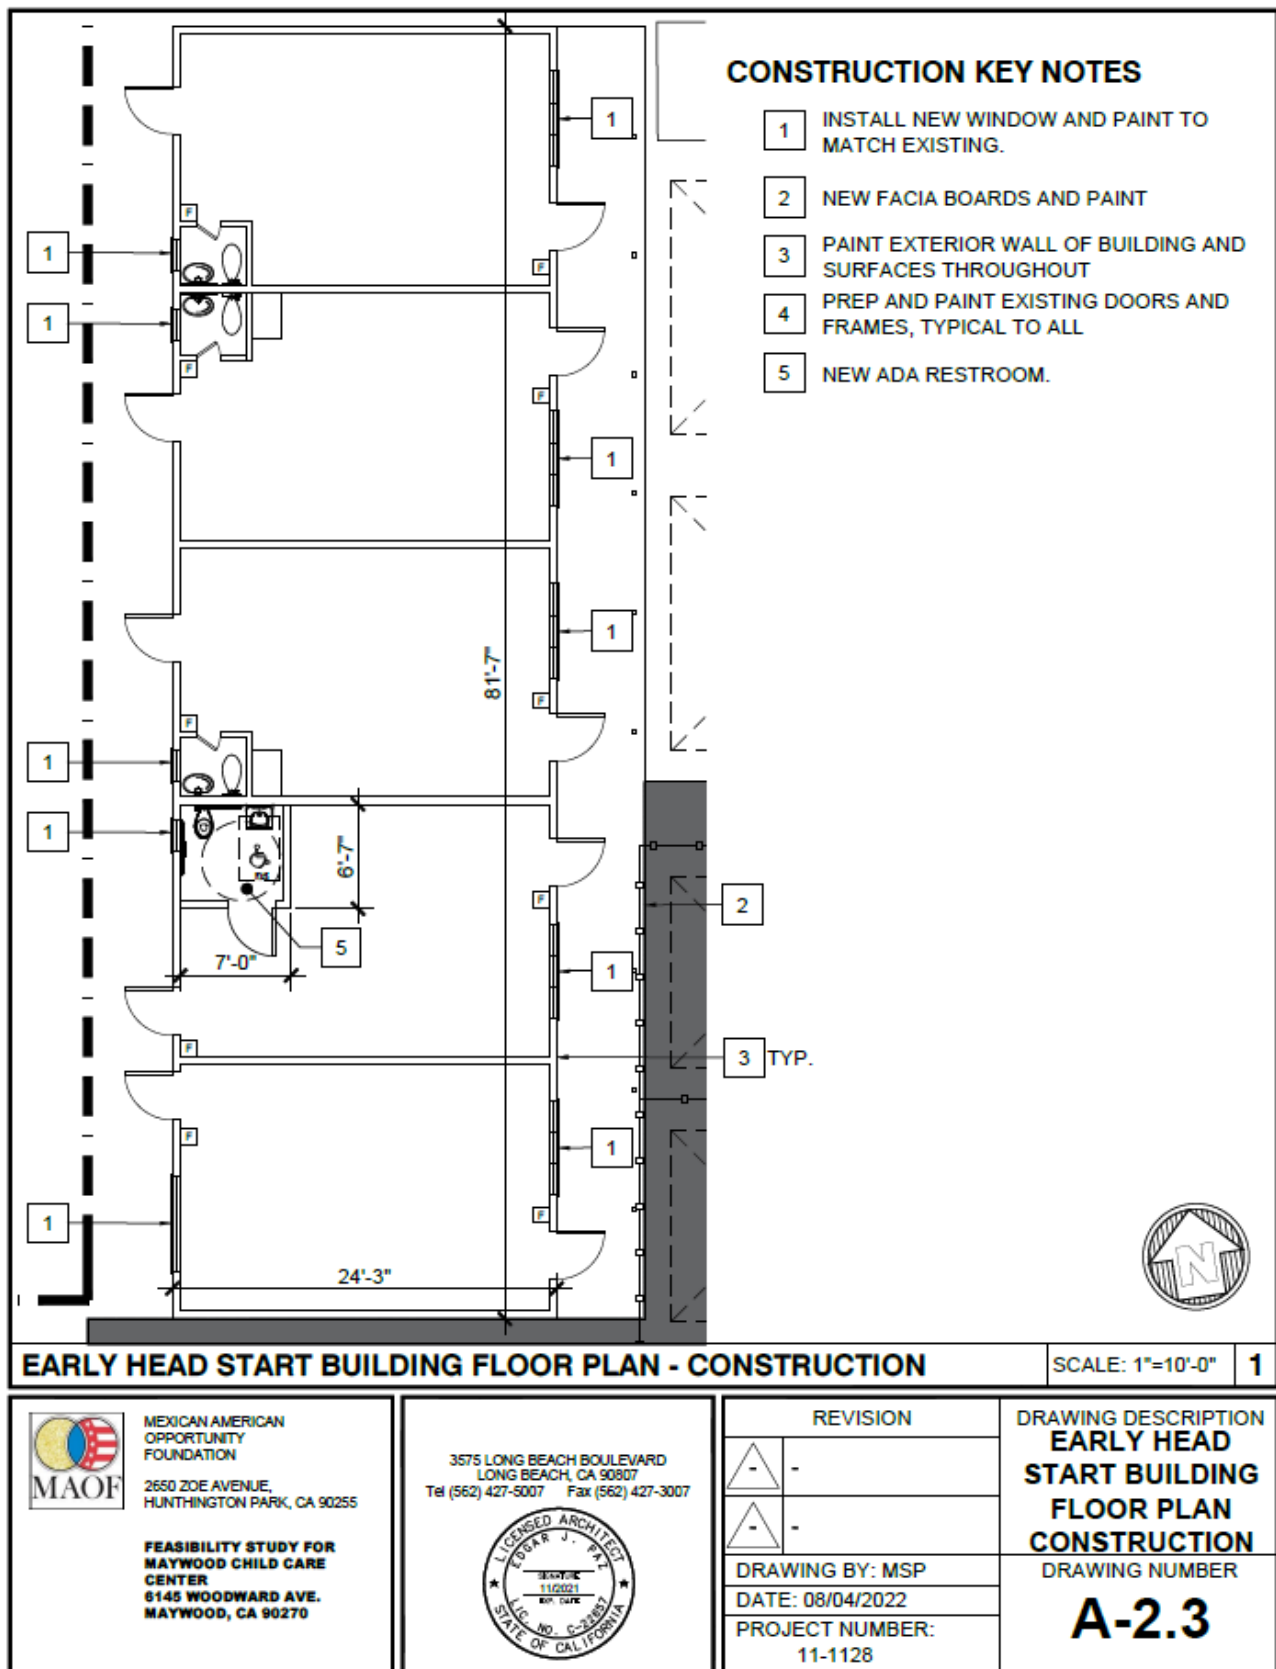 CONSTRUCTION KEY NOTES
1 INSTALL NEW WINDOW AND PAINT TO
MATCH EXISTING.
2 NEW FACIA BOARDS AND PAINT
3 PAINT EXTERIOR WALL OF BUILDING AND
SURFACES THROUGHOUT
4 PREP AND PAINT EXISTING DOORS AND
FRAMES, TYPICAL TO ALL
5 NEW ADA RESTROOM.
1
F
1
F
1
F
F
1
1
81'-7"
F
F
1
1
6'-7"
F
2
5
7'-0"
1
F
3 TYP.
F
1
F
1
24'-3"
N
EARLY HEAD START BUILDING FLOOR PLAN - CONSTRUCTION
SCALE: 1"=10'-0"
1
MAOF
MEXICAN AMERICAN
OPPORTUNITY
FOUNDATION
2650 ZOE AVENUE,
HUNTHINGTON PARK, CA 90255
FEASIBILITY STUDY FOR
MAYWOOD CHILD CARE
CENTER
6145 WOODWARD AVE.
MAYWOOD, CA 90270
3575 LONG BEACH BOULEVARD
LONG BEACH, CA 90807
Tel (562) 427-5007 Fax (562) 427-3007
LICENSED ARCHITECT
EDGAR J. PAZ
SIGNATURE
11/2021
EXP. DATE
LIC. NO. C-22657
STATE OF CALIFORNIA
REVISION
- -
- -
DRAWING BY: MSP
DATE: 08/04/2022
PROJECT NUMBER:
11-1128
DRAWING DESCRIPTION
EARLY HEAD
START BUILDING
FLOOR PLAN
CONSTRUCTION
DRAWING NUMBER
A-2.3